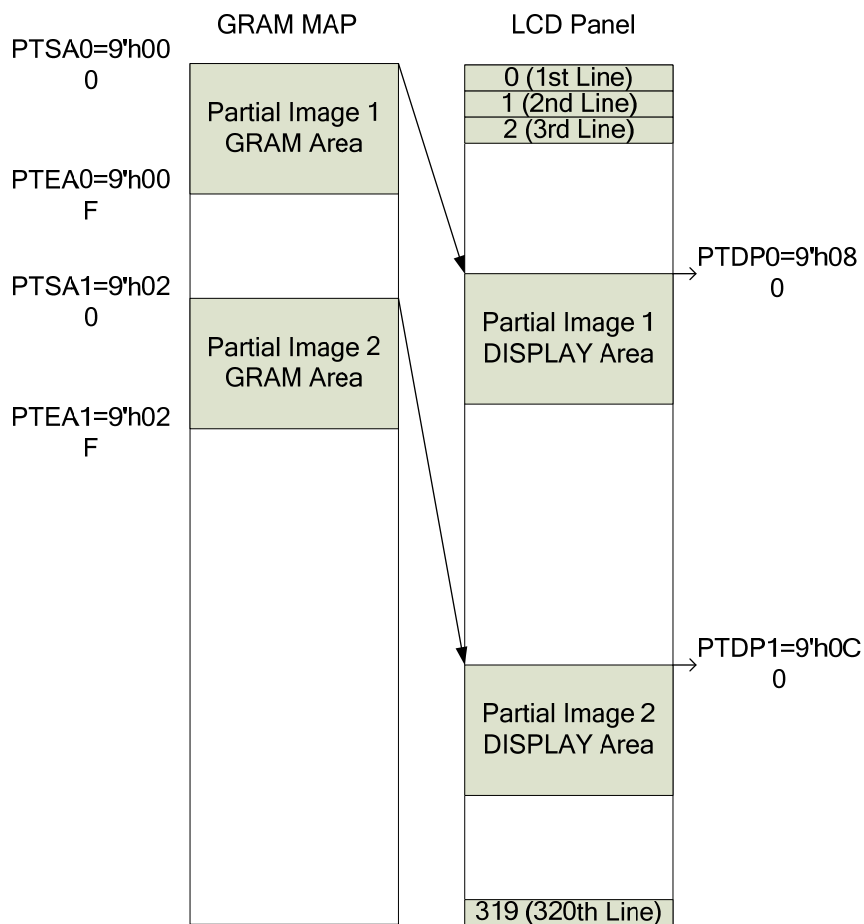 GRAM MAP
LCD Panel
PTSA0=9'h00
0
0 (1st Line)
1 (2nd Line)
2 (3rd Line)
Partial Image 1
GRAM Area
PTEA0=9'h00
F
PTSA1=9'h02
0
PTDP0=9'h08
0
Partial Image 2
GRAM Area
Partial Image 1
DISPLAY Area
PTEA1=9'h02
F
PTDP1=9'h0C
0
Partial Image 2
DISPLAY Area
319 (320th Line)